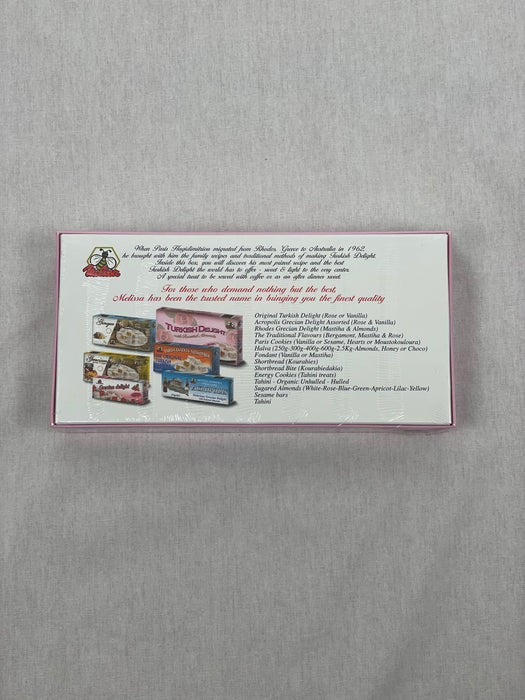 When Paris Hagidimitriou migrated from Rhodes, Greece to Australia in 1962
he brought with him the family recipes and traditional methods of making Turkish Delight.
Inside this box, you will discover his most prized recipe and the best
Turkish Delight the world has to offer - sweet & light to the very center.
A special treat to be served with coffee or as an after dinner sweet.
For those who demand nothing but the best,
Melissa has been the trusted name in bringing you the finest quality
Original Turkish Delight (Rose or Vanilla)
Acropolis Grecian Delight Assorted (Rose & Vanilla)
Rhodes Grecian Delight (Mastiha & Almonds)
The Traditional Flavours (Bergamont, Mastiha & Rose)
Paris Cookies (Vanilla or Sesame, Hearts or Moustokouloura)
Halva (250g-300g-400g-600g-2.5Kg-Almonds, Honey or Choco)
Fondant (Vanilla or Mastiha)
Shortbread (Kourabies)
Shortbread Bite (Kourabiedakia)
Energy Cookies (Tahini treats)
Tahini - Organic Unhulled - Hulled
Sugared Almonds (White-Rose-Blue-Green-Apricot-Lilac-Yellow)
Sesame bars
Tahini
TURKISH DELIGHT
with Roasted Almonds
Grecian delight